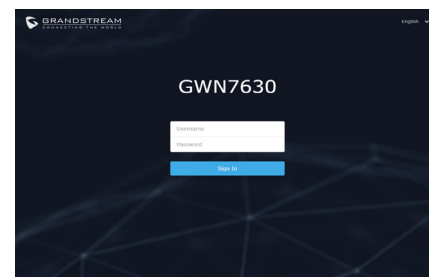 GRANDSTREAM
CONNECTING THE WORLD
English
GWN7630
Username
Password
Sign In